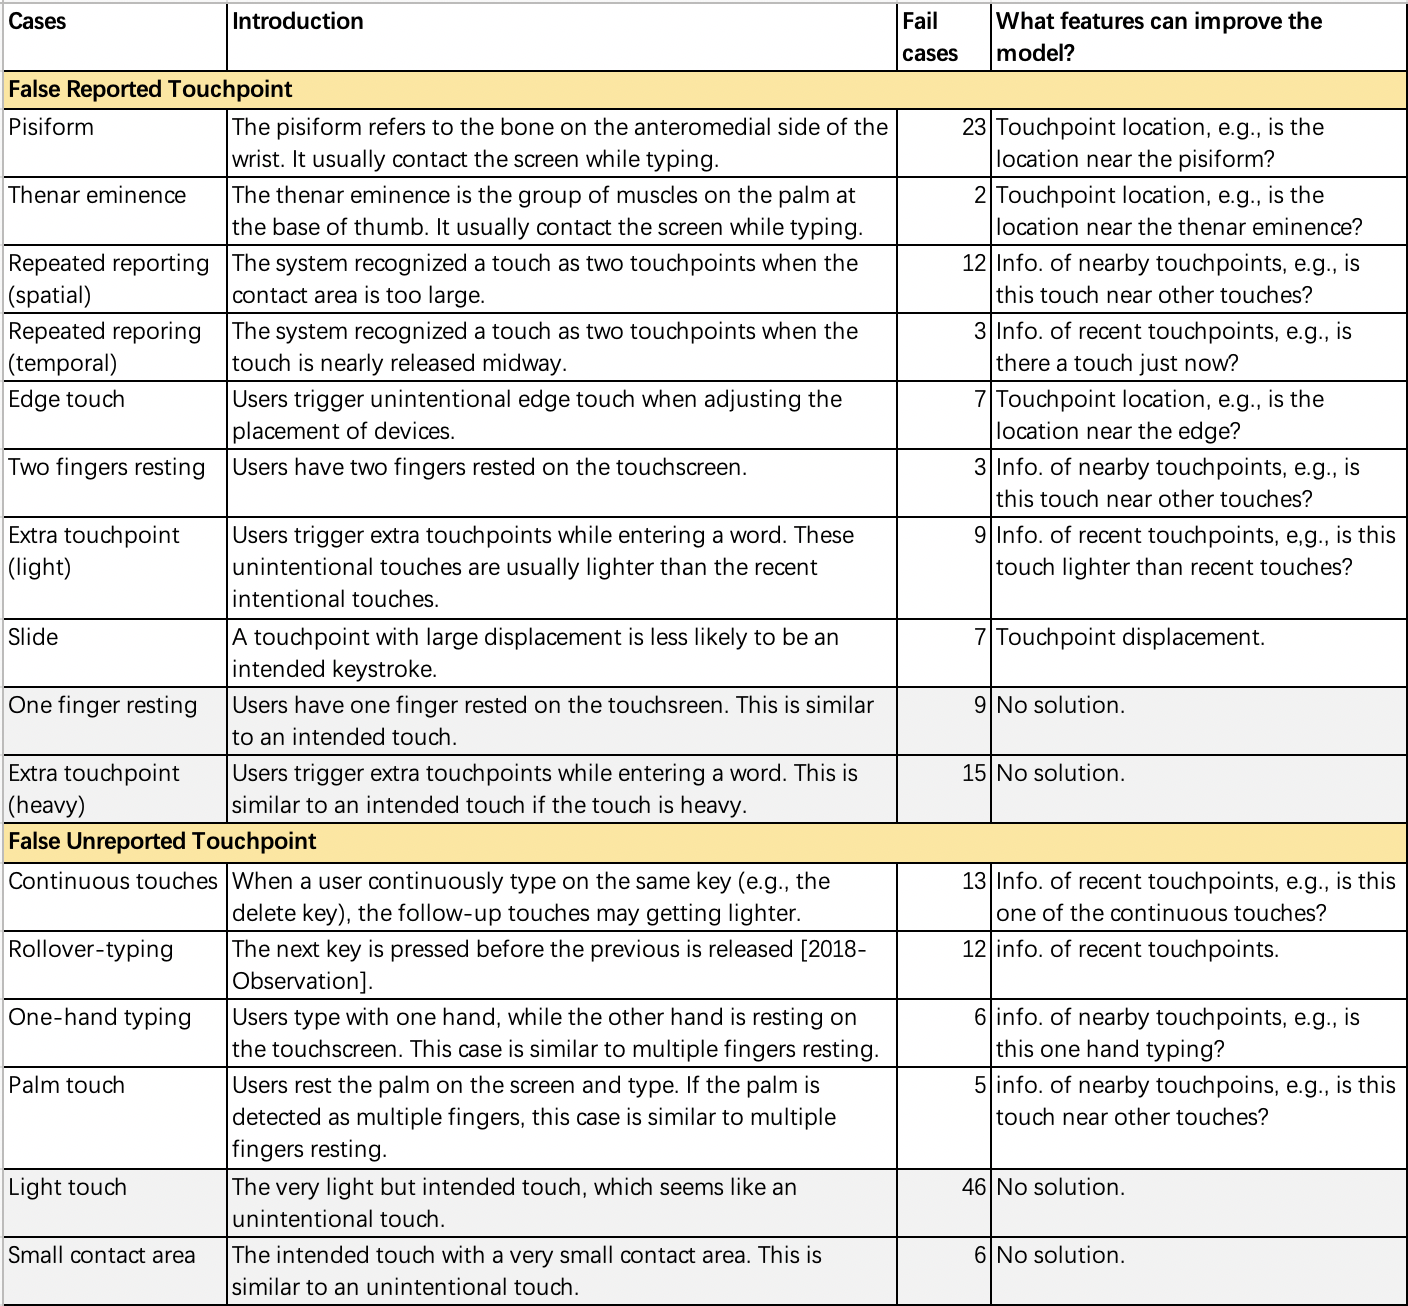 Cases Introduction Fail cases What features can improve the model?
False Reported Touchpoint
Pisiform
The pisiform refers to the bone on the anteromedial side of the
wrist. It usually contact the screen while typing.
23
Touchpoint location, e.g., is the
location near the pisiform?
Thenar eminence
The thenar eminence is the group of muscles on the palm at
the base of thumb. It usually contact the screen while typing.
2
Touchpoint location, e.g., is the
location near the thenar eminence?
Repeated reporting
(spatial)
The system recognized a touch as two touchpoints when the
contact area is too large.
12
Info. of nearby touchpoints, e.g., is
this touch near other touches?
Repeated reporing
(temporal)
The system recognized a touch as two touchpoints when the
touch is nearly released midway.
3
Info. of recent touchpoints, e.g., is
there a touch just now?
Edge touch
Users trigger unintentional edge touch when adjusting the
placement of devices.
7
Touchpoint location, e.g., is the
location near the edge?
Two fingers resting
Users have two fingers rested on the touchscreen.
3
Info. of nearby touchpoints, e.g., is
this touch near other touches?
Extra touchpoint
(light)
Users trigger extra touchpoints while entering a word. These
unintentional touches are usually lighter than the recent
intentional touches.
9
Info. of recent touchpoints, e,g., is this
touch lighter than recent touches?
Slide
A touchpoint with large displacement is less likely to be an
intended keystroke.
7
Touchpoint displacement.
One finger resting
Users have one finger rested on the touchsreen. This is similar
to an intended touch.
9
No solution.
Extra touchpoint
(heavy)
Users trigger extra touchpoints while entering a word. This is
similar to an intended touch if the touch is heavy.
15
No solution.
False Unreported Touchpoint
Continuous touches
When a user continuously type on the same key (e.g., the
delete key), the follow-up touches may getting lighter.
13
Info. of recent touchpoints, e.g., is this
one of the continuous touches?
Rollover-typing
The next key is pressed before the previous is released [2018-
Observation].
12
info. of recent touchpoints.
One-hand typing
Users type with one hand, while the other hand is resting on
the touchscreen. This case is similar to multiple fingers resting.
6
info. of nearby touchpoints, e.g., is
this one hand typing?
Palm touch
Users rest the palm on the screen and type. If the palm is
detected as multiple fingers, this case is similar to multiple
fingers resting.
5
info. of nearby touchpoins, e.g., is this
touch near other touches?
Light touch
The very light but intended touch, which seems like an
unintentional touch.
46
No solution.
Small contact area
The intended touch with a very small contact area. This is
similar to an unintentional touch.
6
No solution.